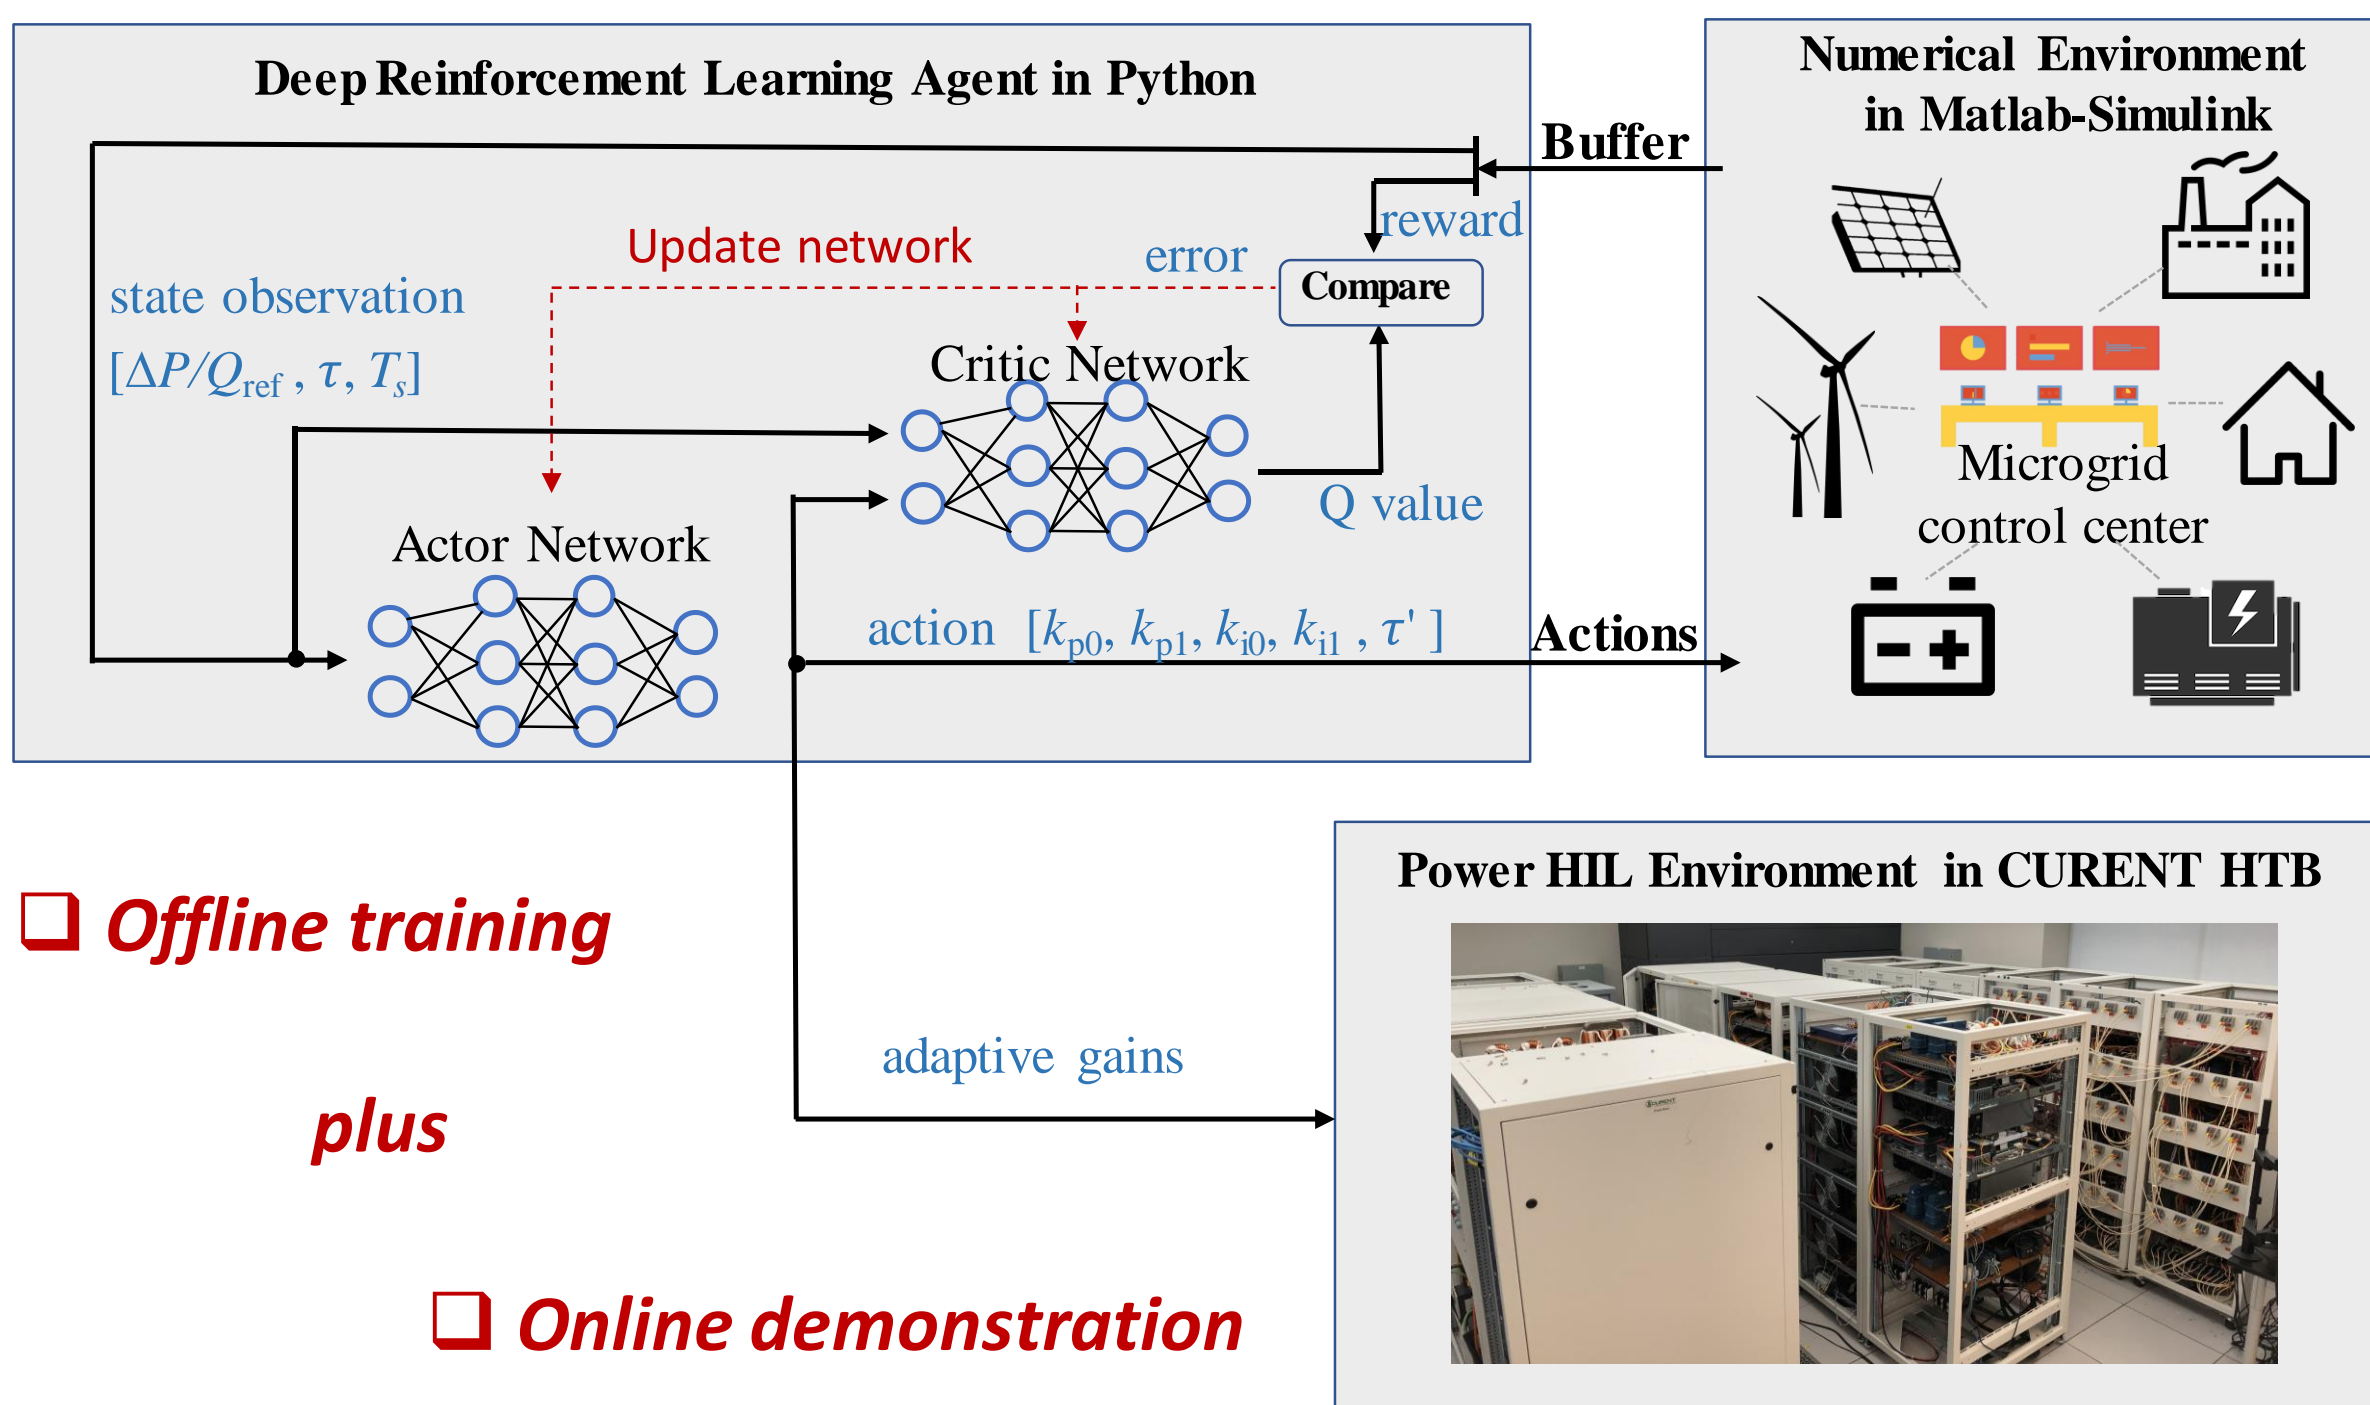 Deep Reinforcement Learning Agent in Python
Numerical Environment
in Matlab-Simulink
Buffer
reward
Update network
error
Compare
state observation
[ΔP/Qref , τ, Ts]
Critic Network
Q value
Actor Network
action [kp0, kp1, ki0, ki1 , τ' ]
Actions
Microgrid
control center
Power HIL Environment in CURENT HTB
CURENT
Offline training
adaptive gains
plus
Online demonstration